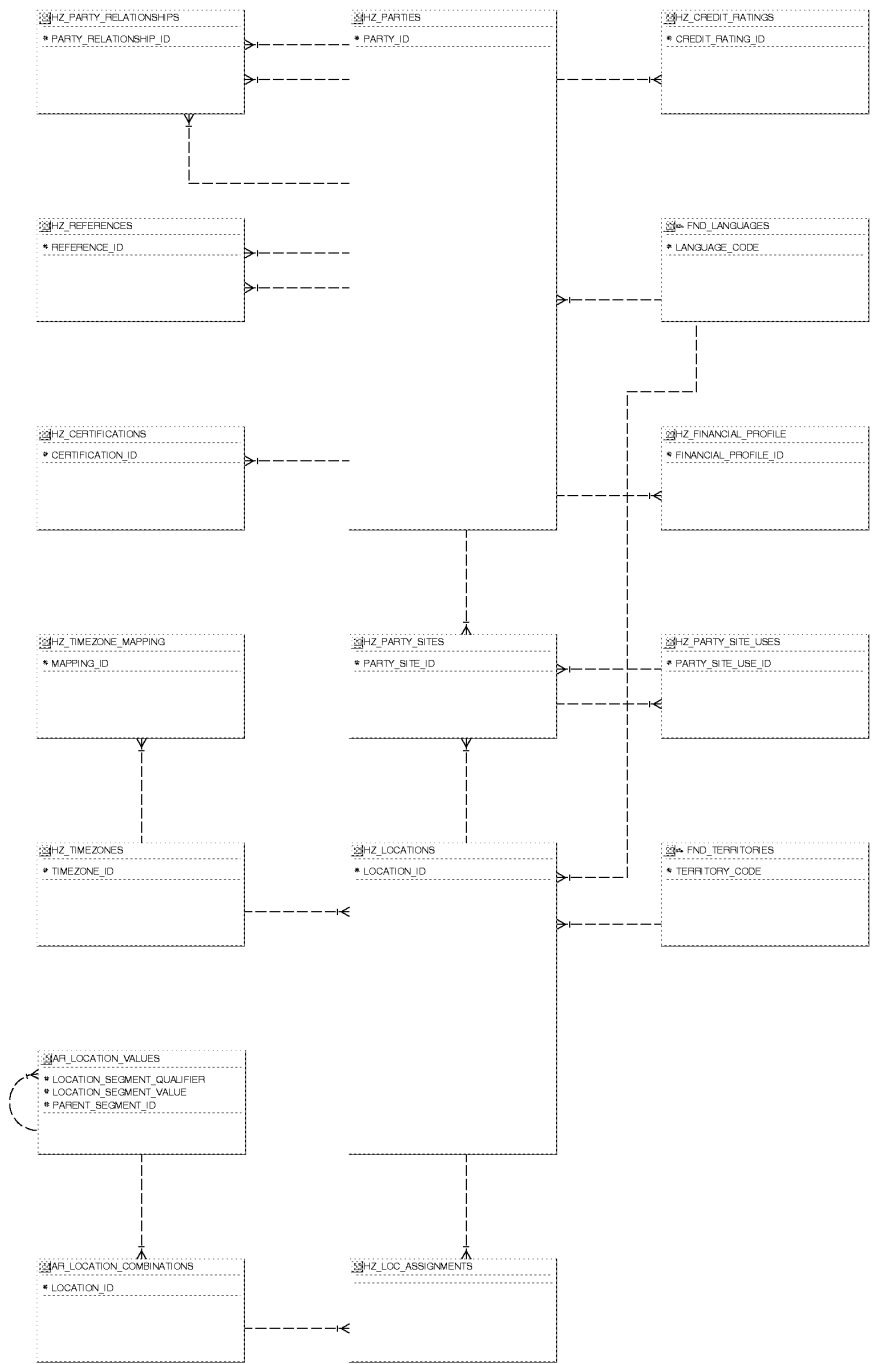 HZ_PARTY_RELATIONSHIPS
* PARTY_RELATIONSHIP_ID
HZ_PARTIES
* PARTY_ID
HZ_CREDIT_RATINGS
* CREDIT_RATING_ID
HZ_REFERENCES
* REFERENCE_ID
FND_LANGUAGES
* LANGUAGE_CODE
HZ_CERTIFICATIONS
* CERTIFICATION_ID
HZ_FINANCIAL_PROFILE
* FINANCIAL_PROFILE_ID
HZ_TIMEZONE_MAPPING
* MAPPING_ID
HZ_PARTY_SITES
* PARTY_SITE_ID
HZ_PARTY_SITE_USES
* PARTY_SITE_USE_ID
HZ_TIMEZONES
* TIMEZONE_ID
HZ_LOCATIONS
* LOCATION_ID
FND_TERRITORIES
* TERRITORY_CODE
AR_LOCATION_VALUES
* LOCATION_SEGMENT_QUALIFIER
* LOCATION_SEGMENT_VALUE
* PARENT_SEGMENT_ID
AR_LOCATION_COMBINATIONS
* LOCATION_ID
HZ_LOC_ASSIGNMENTS